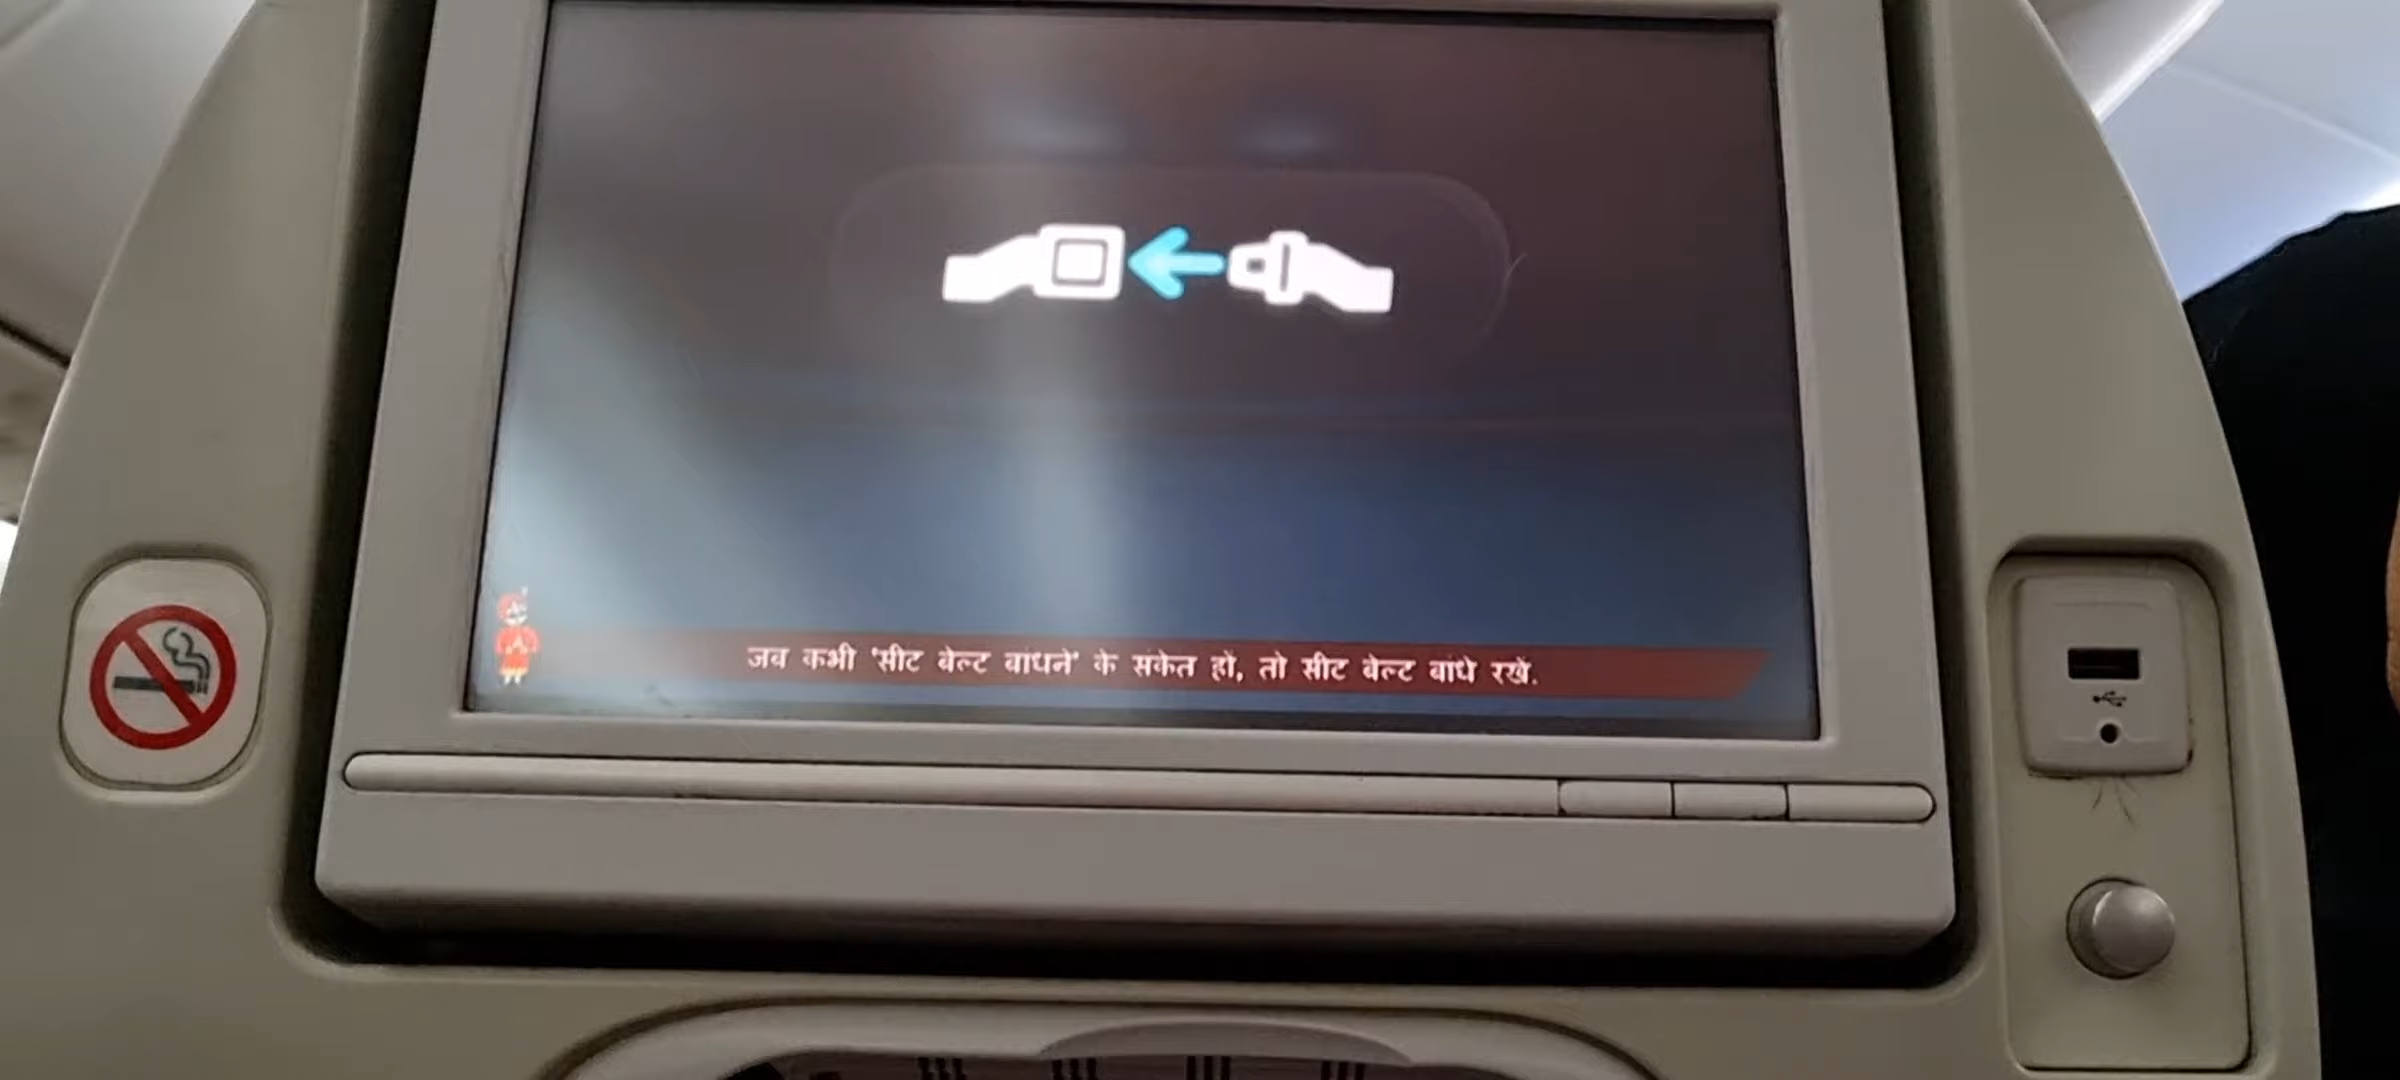 जब कभी 'सीट बेल्ट बांधने' के संकेत हों, तो सीट बेल्ट बांधे रखें.